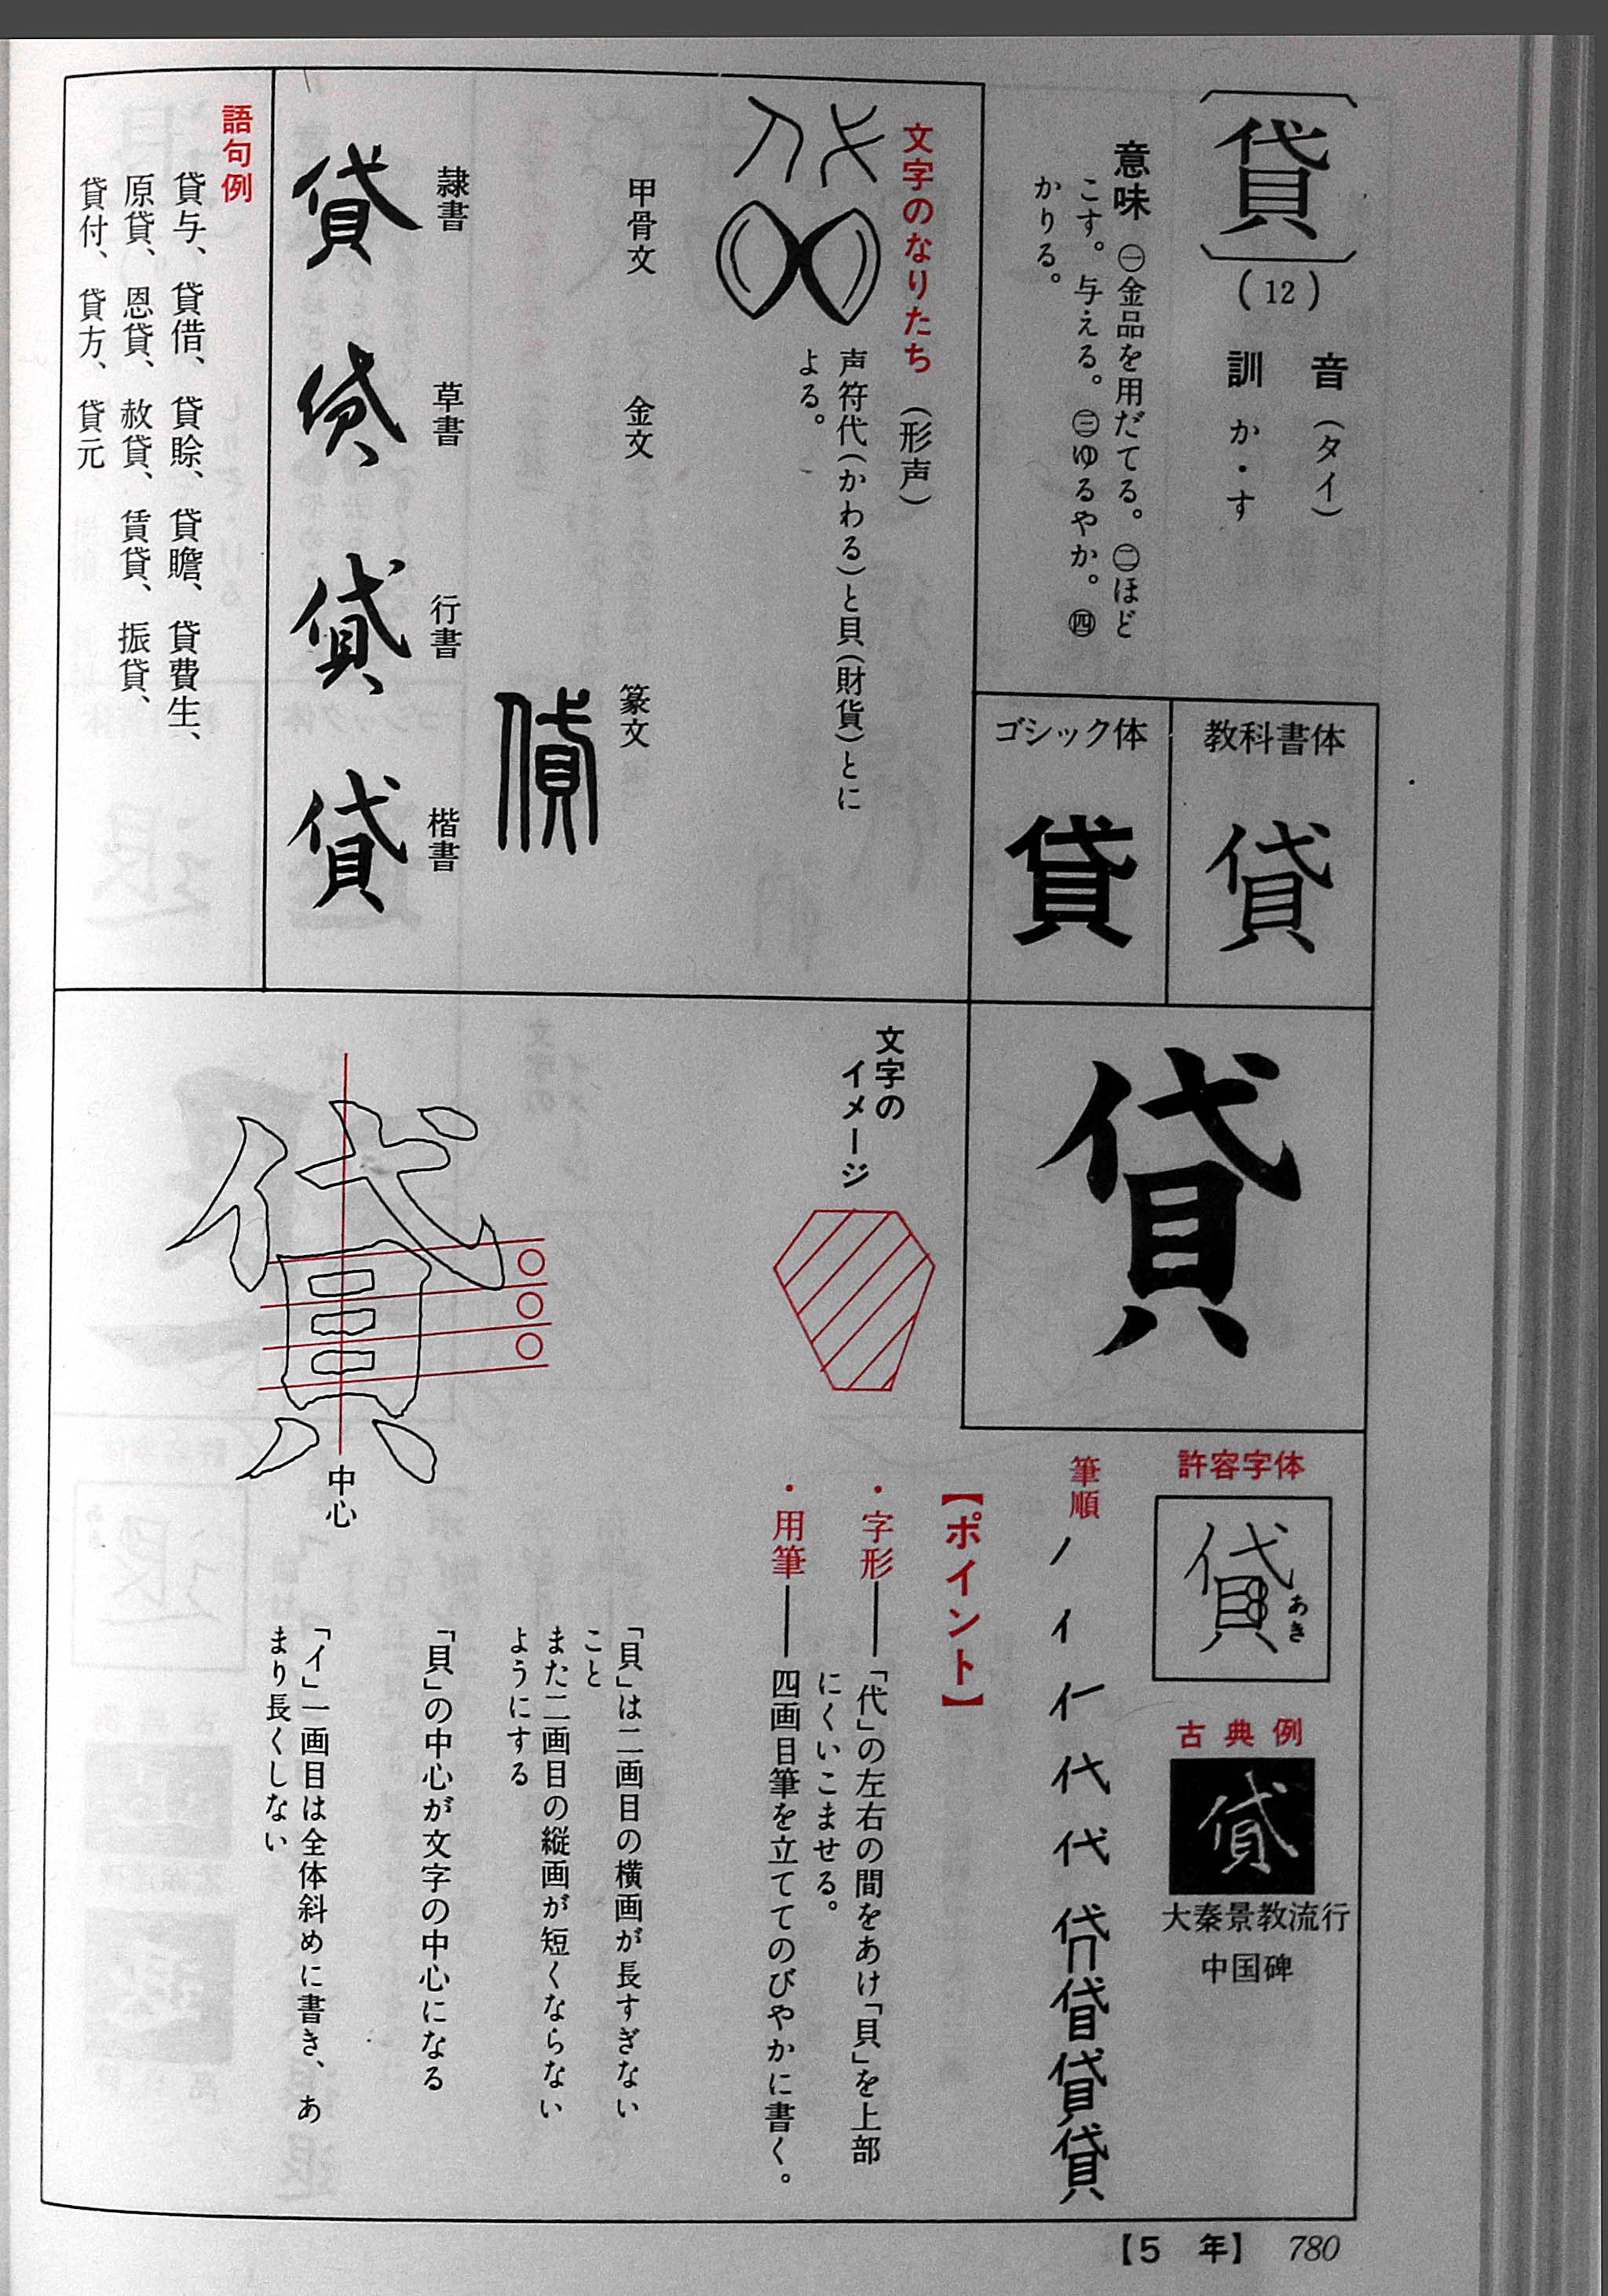 貸
(12)
音(タイ)
訓 か・す
意味 ㊀金品を用だてる。㊁ほど
こす。与える。㊂ゆるやか。㊃
かりる。
教科書体
貸
ゴシック体
貸
文字のなりたち(形声)
声符代(かわる)と貝(財貨)とに
よる。
甲骨文
金文
篆文
貸
隷書
貸
草書
貸
行書
貸
楷書
貸
語句例
貸与、貸借、貸賒、貸贍、貸費生、
原貸、恩貸、赦貸、賃貸、振貸、
貸付、貸方、貸元
貸
許容字体
貸
あき
古典例
貸
大秦景教流行
中国碑
筆順
ノ イ 仁 代 代 貸 貸 貸 貸
文字の
イメージ
【ポイント】
・字形──「代」の左右の間をあけ「貝」を上部
にくいこませる。
・用筆──四画目筆を立ててのびやかに書く。
「貝」は二画目の横画が長すぎない
こと
また二画目の縦画が短くならない
ようにする
「貝」の中心が文字の中心になる
「イ」一画目は全体斜めに書き、あ
まり長くしない
貸
中心
【5 年】 780